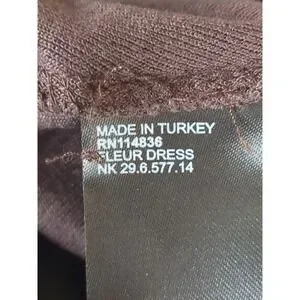 MADE IN TURKEY
RN114836
FLEUR DRESS
NK 29.6.577.14